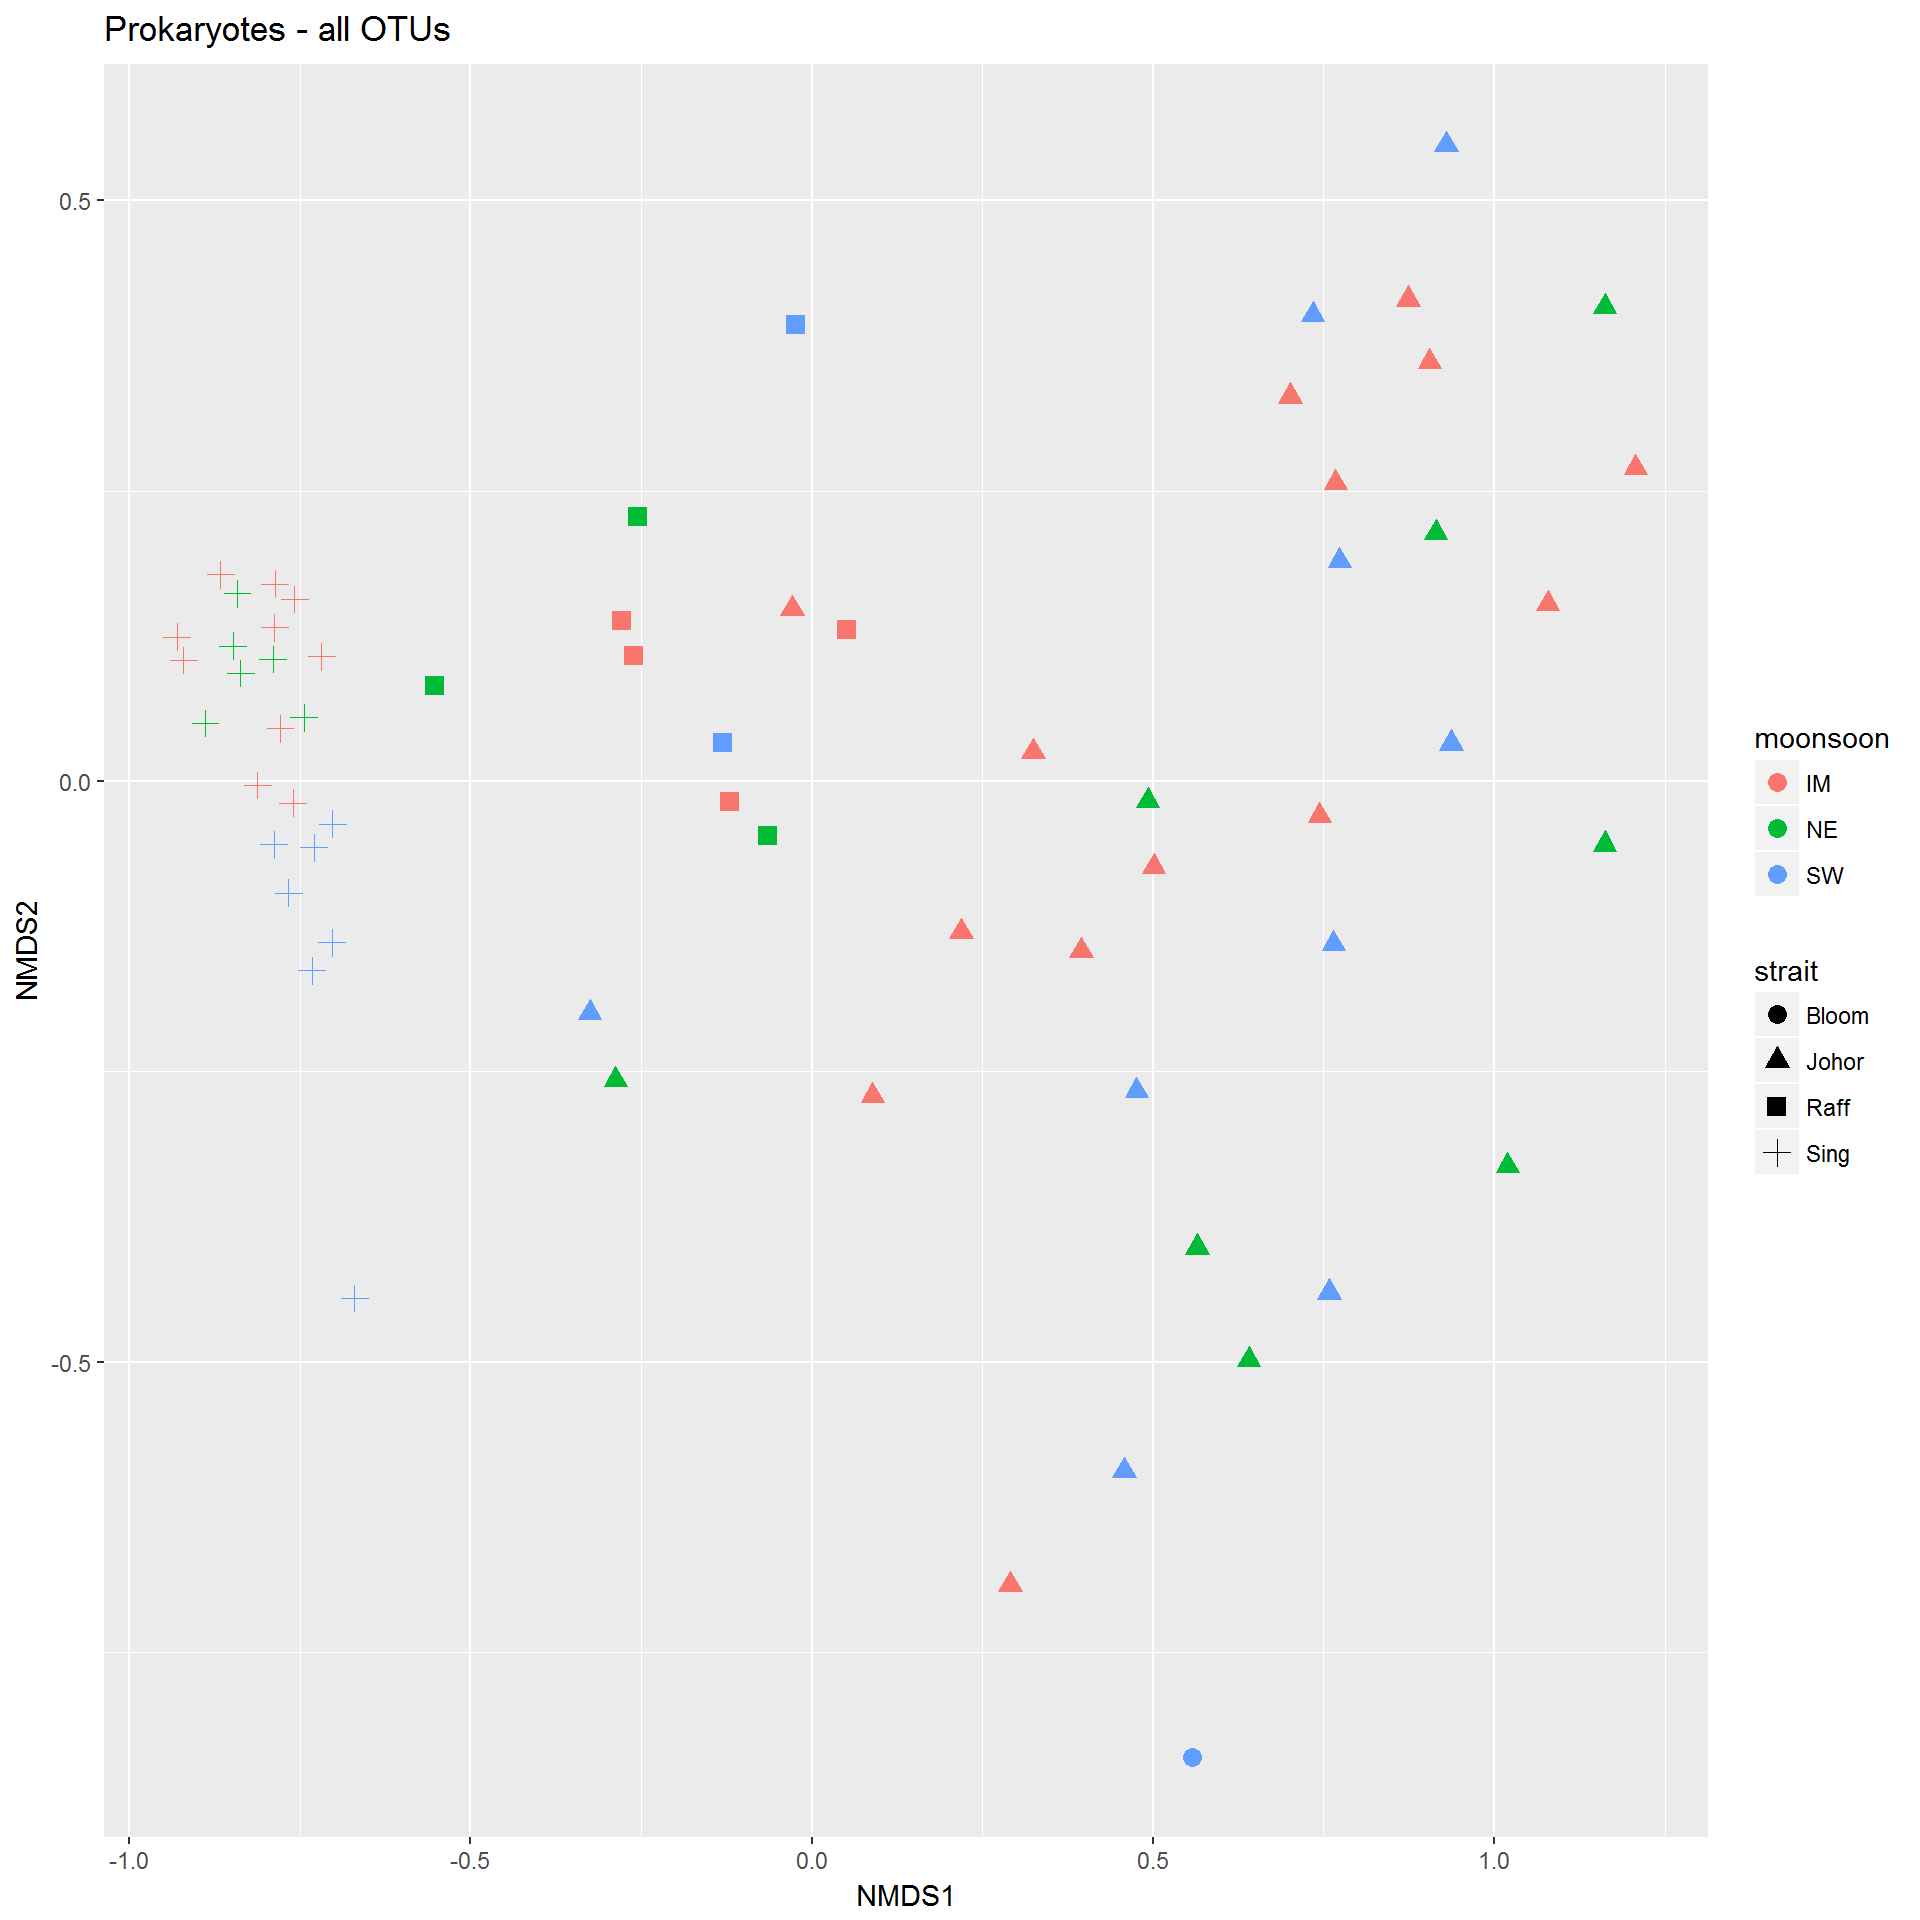 Prokaryotes - all OTUs
0.5
0.0
-0.5
NMDS2
-1.0
-0.5
0.0
0.5
1.0
NMDS1
moonsoon
IM
NE
SW
strait
Bloom
Johor
Raff
Sing